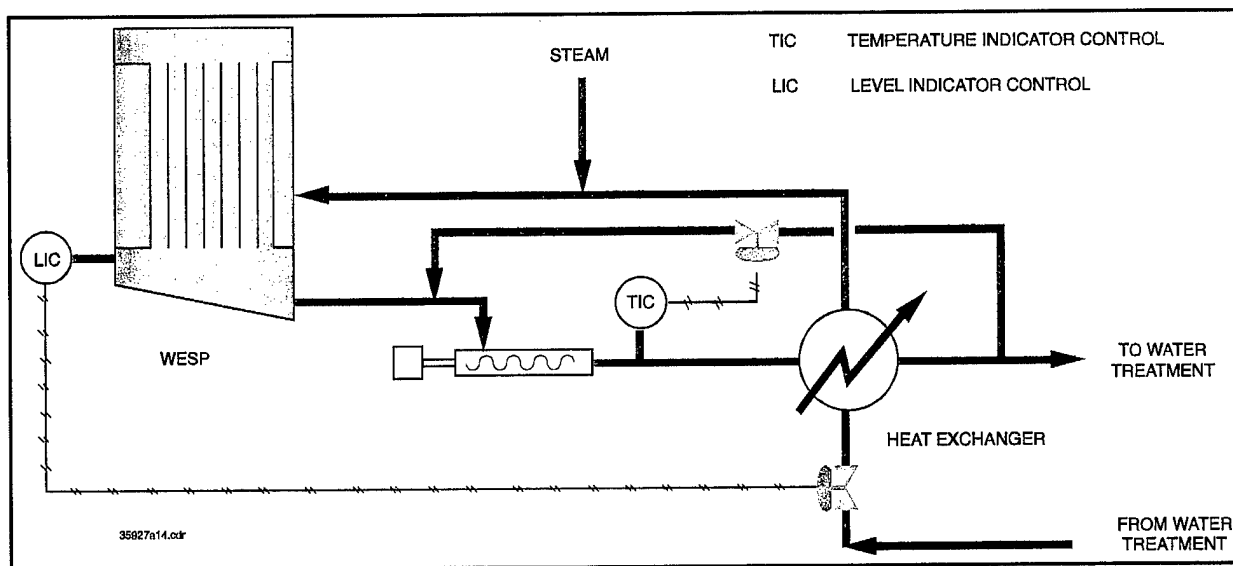 TIC TEMPERATURE INDICATOR CONTROL
STEAM
LIC LEVEL INDICATOR CONTROL
LIC
TIC
WESP
TO WATER
TREATMENT
HEAT EXCHANGER
FROM WATER
TREATMENT
35927a14.cdr